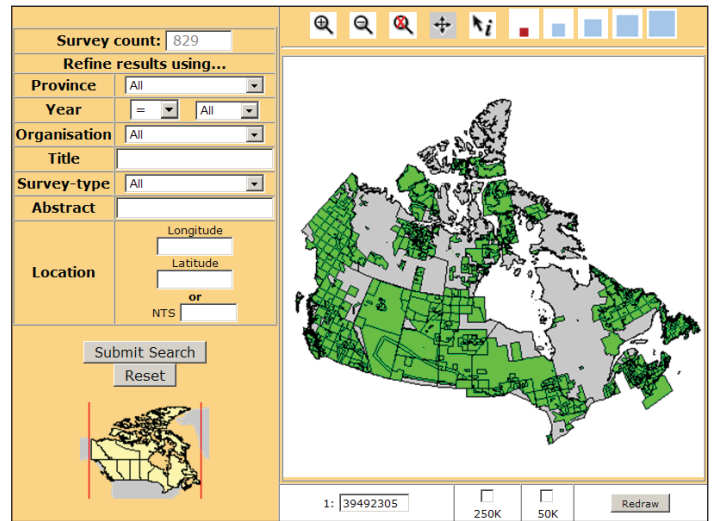 Survey count: 829
Refine results using...
Province All
Year = All
Organisation All
Title
Survey-type All
Abstract
Location
Longitude
Latitude
or
NTS
Submit Search
Reset
i
1: 39492305
250K
50K
Redraw